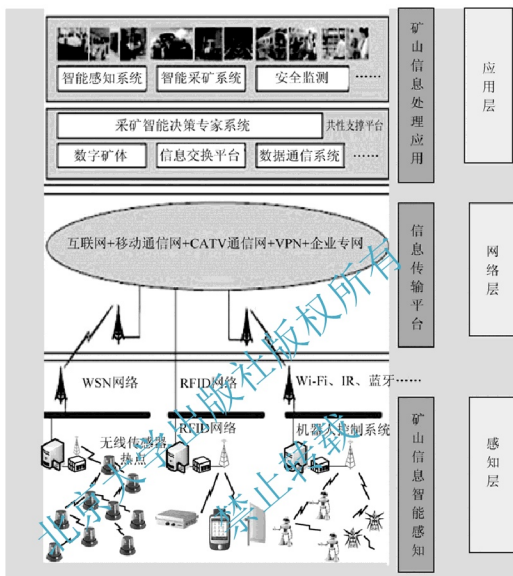 智能感知系统 智能采矿系统 安全监测 ……
采矿智能决策专家系统 共性支撑平台
数字矿体 信息交换平台 数据通信系统 ……
矿山信息处理应用
应用层
互联网+移动通信网+CATV通信网+VPN+企业专网
信息传输平台
网络层
WSN网络 RFID网络 Wi-Fi、IR、蓝牙……
无线传感器热点
RFID网络
机器人控制系统
矿山信息智能感知
感知层
北京大学出版社版权所有
禁止转载